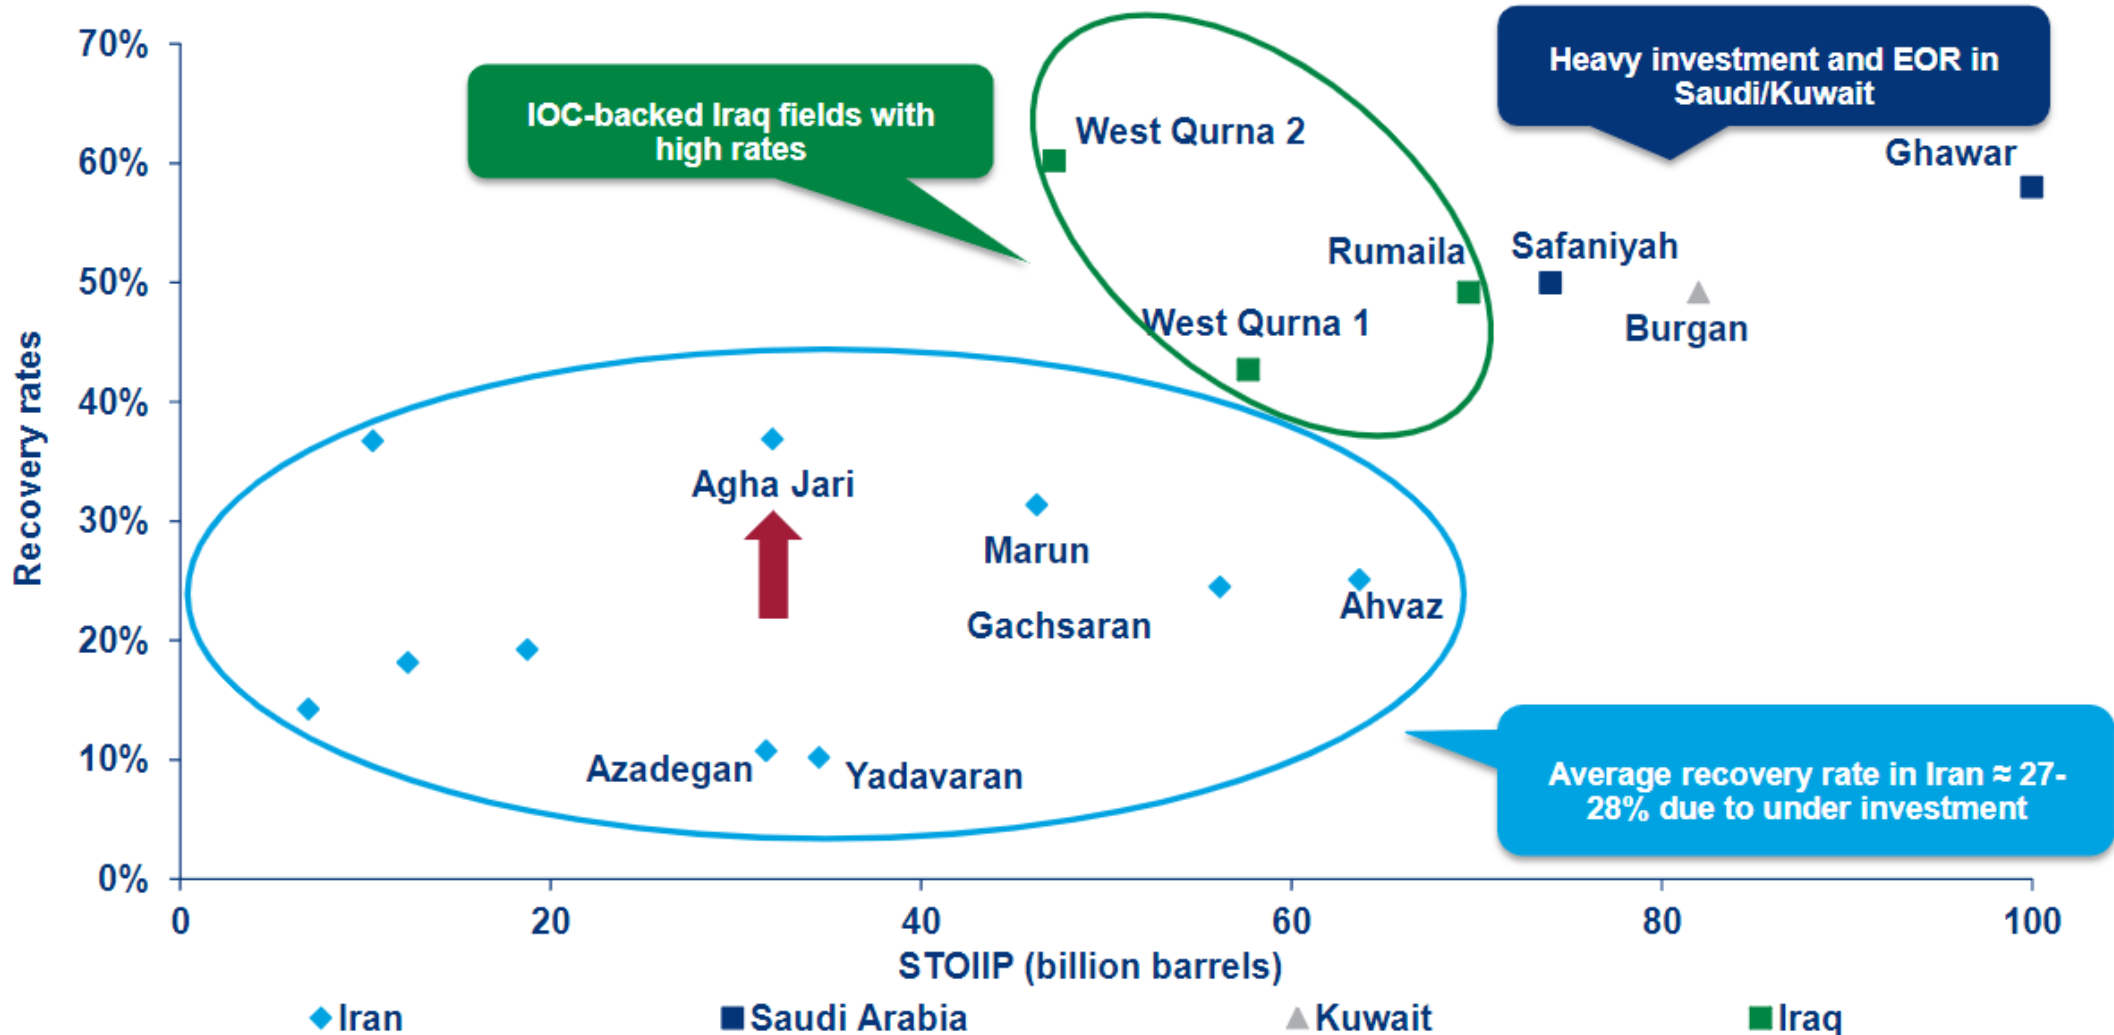 70%
60%
50%
40%
30%
20%
10%
0%
Recovery rates
IOC-backed Iraq fields with
high rates
Heavy investment and EOR in
Saudi/Kuwait
West Qurna 2
Ghawar
Rumaila
Safaniyah
West Qurna 1
Burgan
Agha Jari
Marun
Ahvaz
Gachsaran
Azadegan
Yadavaran
Average recovery rate in Iran ≈ 27-
28% due to under investment
0
20
40
60
80
100
STOIIP (billion barrels)
Iran
Saudi Arabia
Kuwait
Iraq